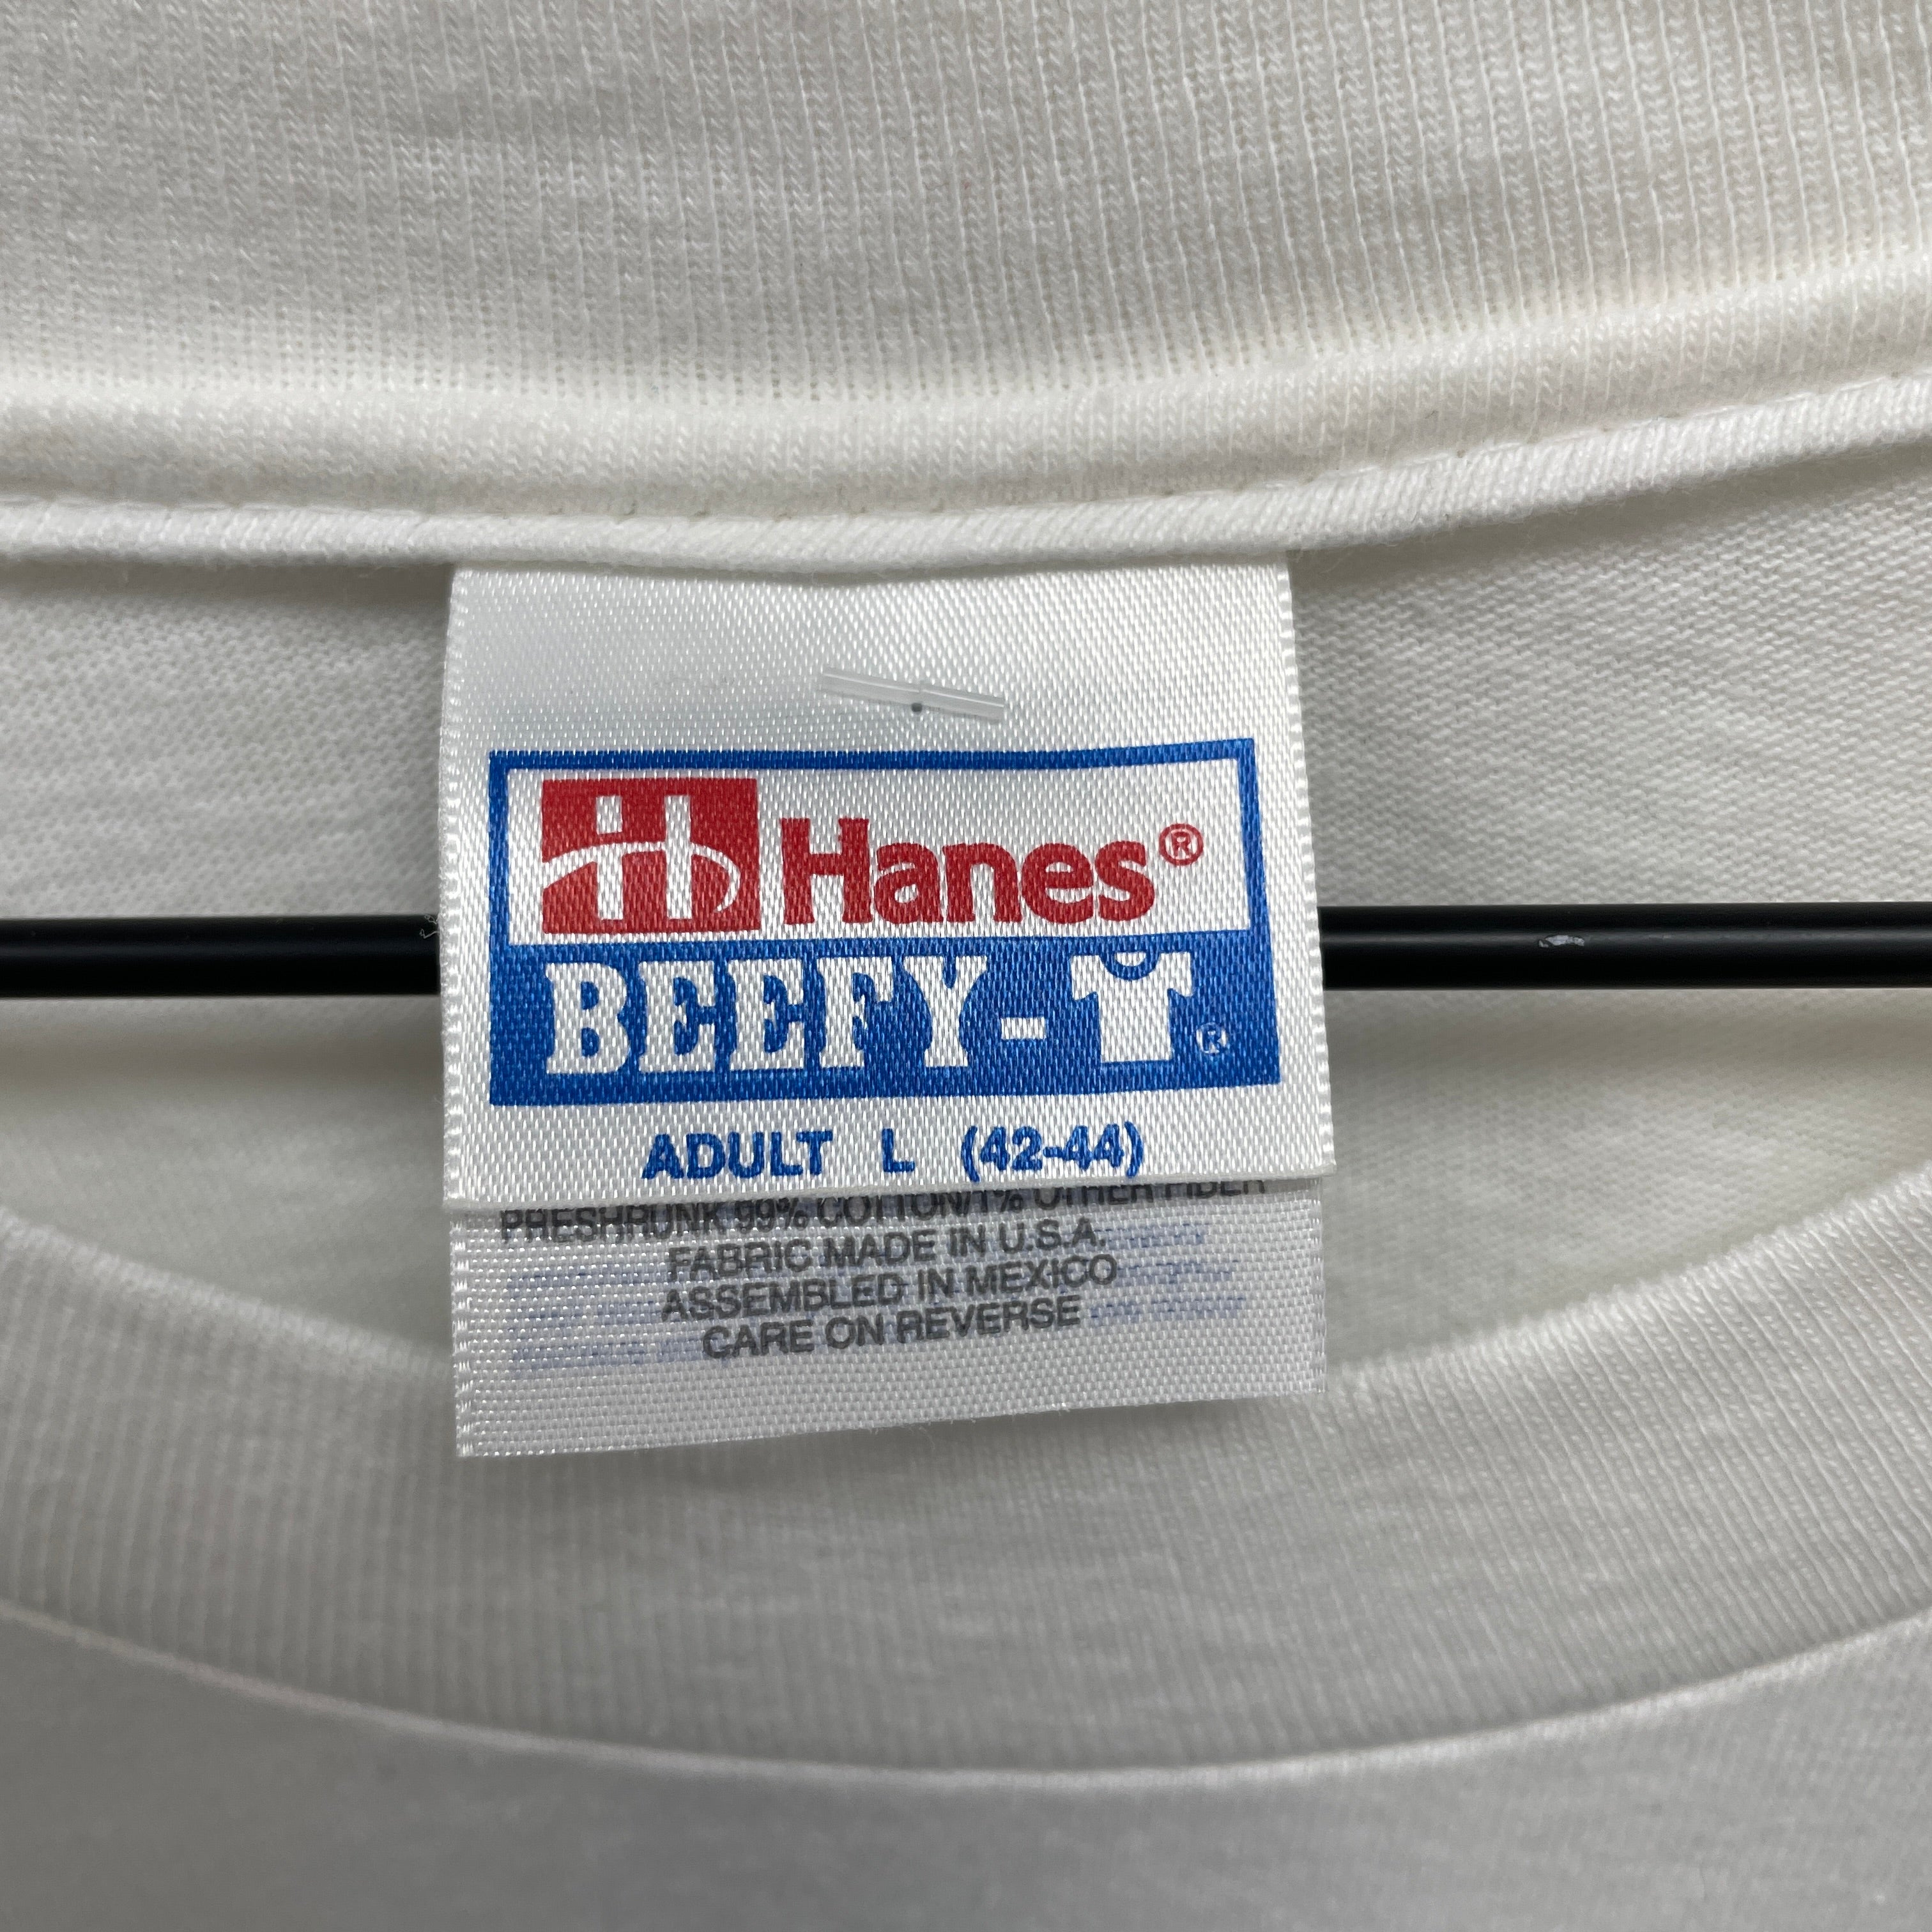 Hanes®
BEEFY-T®
ADULT L (42-44)
PRESHRUNK 99% COTTON/1% OTHER FIBER
FABRIC MADE IN U.S.A.
ASSEMBLED IN MEXICO
CARE ON REVERSE